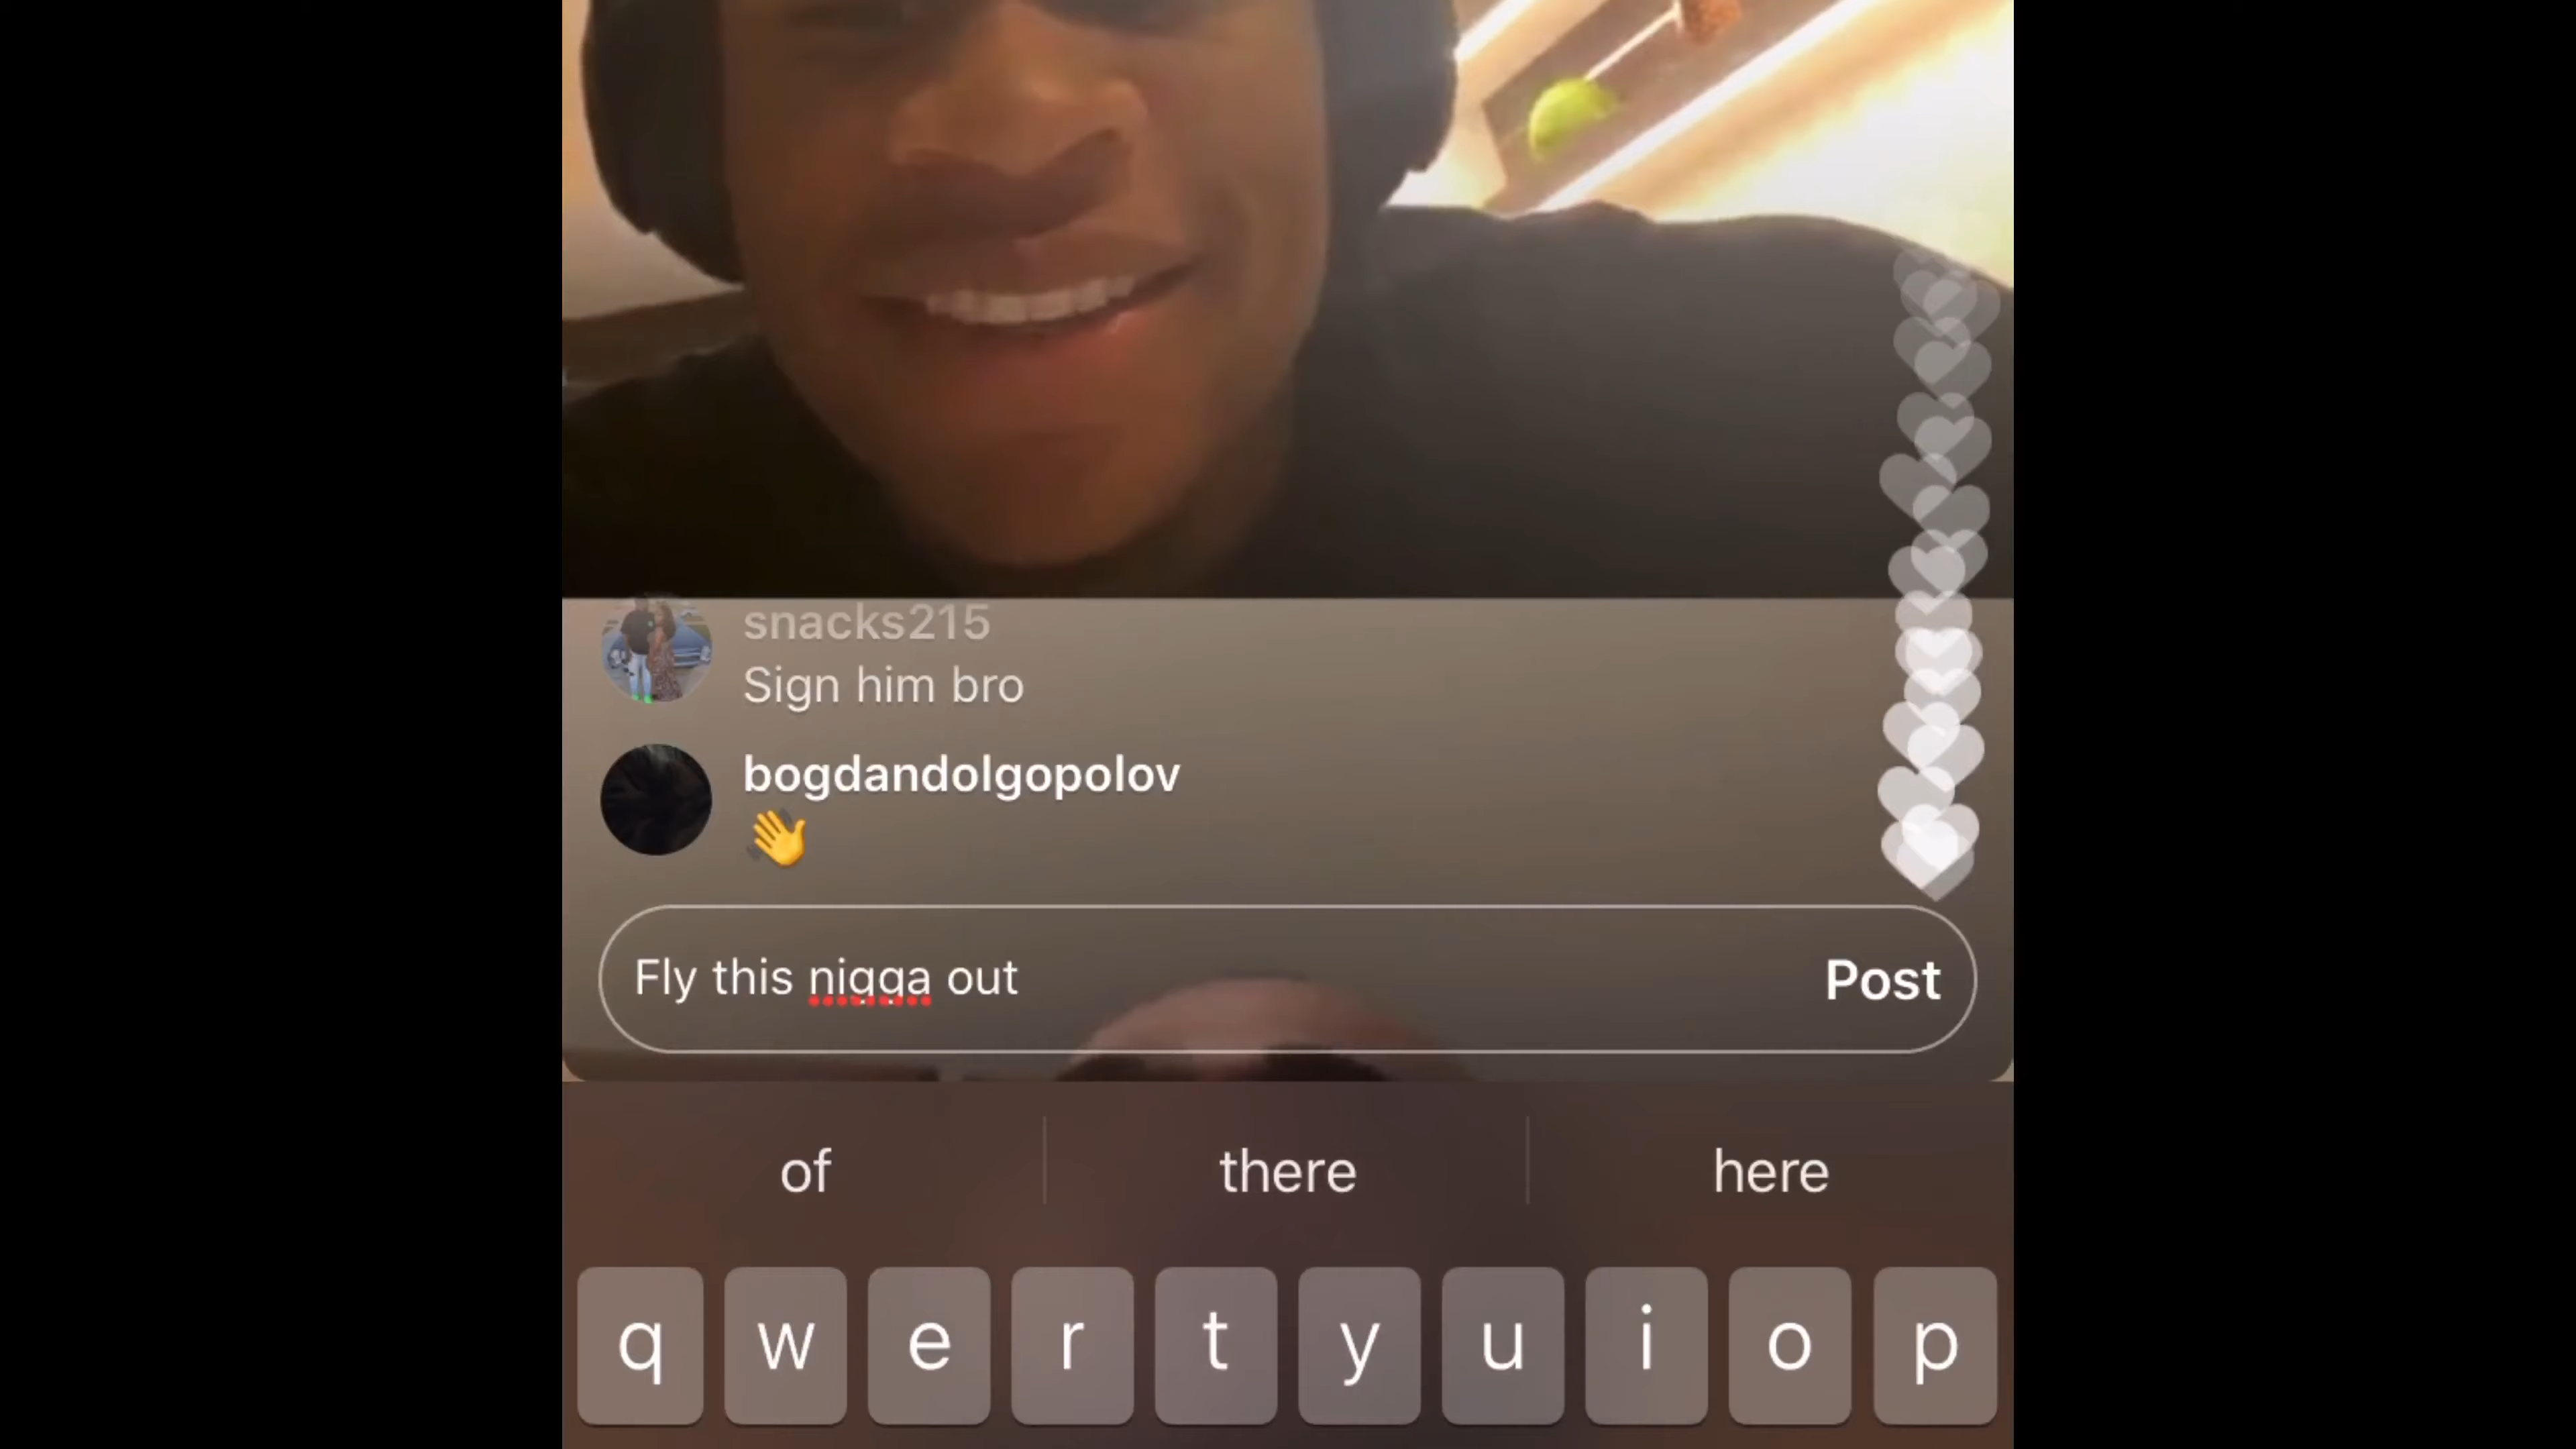 snacks215
Sign him bro
bogdandolgopolov
👋
Fly this nigga out
Post
of there here
q w e r t y u i o p